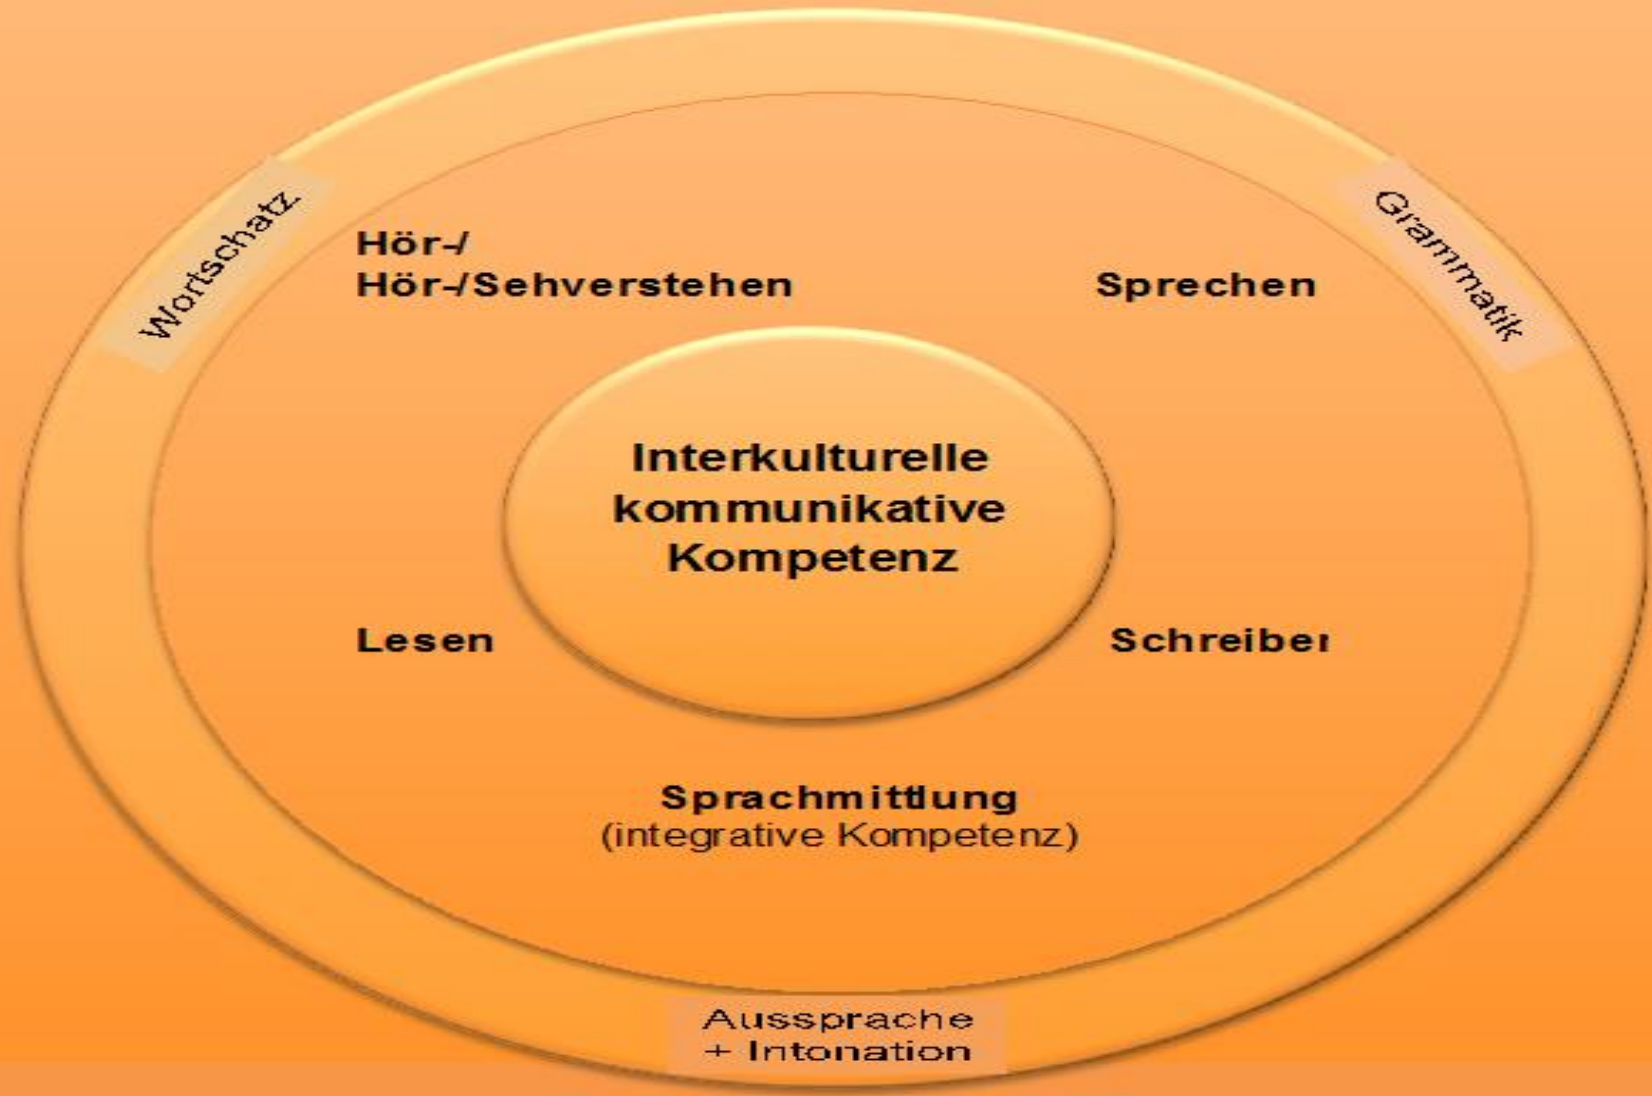 Wortschatz
Grammatik
Hör-/
Hör-/Sehverstehen
Sprechen
Interkulturelle
kommunikative
Kompetenz
Lesen
Schreiber
Sprachmittlung
(integrative Kompetenz)
Aussprache
+ Intonation